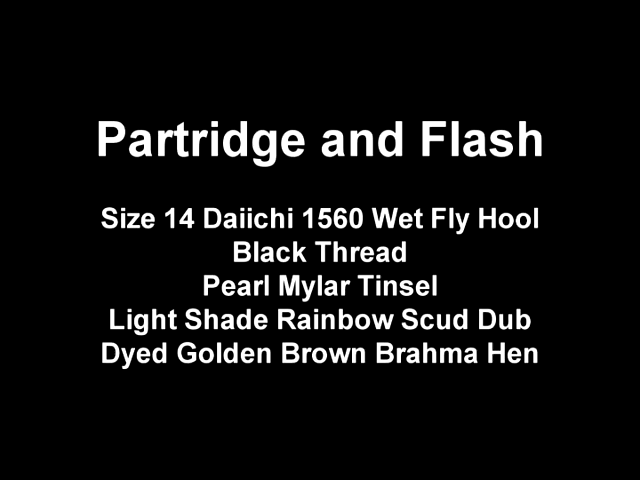 Partridge and Flash
Size 14 Daiichi 1560 Wet Fly Hool
Black Thread
Pearl Mylar Tinsel
Light Shade Rainbow Scud Dub
Dyed Golden Brown Brahma Hen